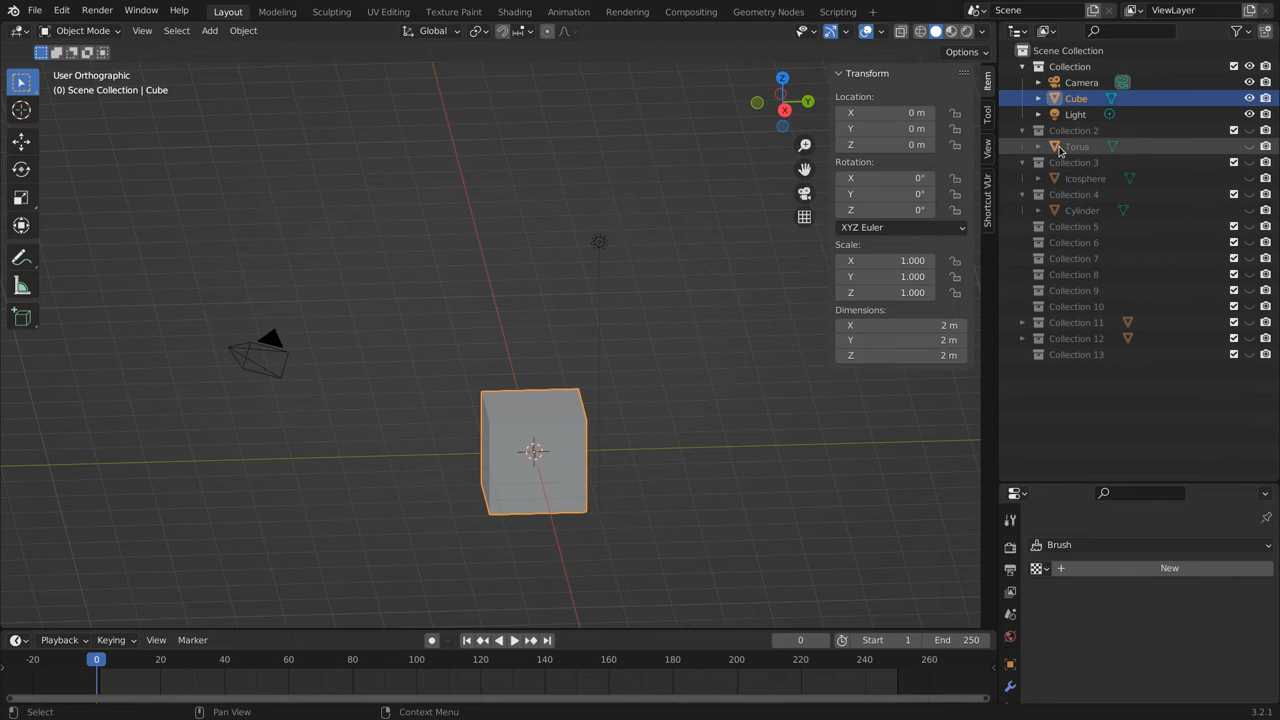 File Edit Render Window Help Layout Modeling Sculpting UV Editing Texture Paint Shading Animation Rendering Compositing Geometry Nodes Scripting + Scene ViewLayer
Object Mode View Select Add Object Global
Options
User Orthographic
(0) Scene Collection | Cube
Z
Y
X
Transform
Location:
X 0 m
Y 0 m
Z 0 m
Rotation:
X 0°
Y 0°
Z 0°
XYZ Euler
Scale:
X 1.000
Y 1.000
Z 1.000
Dimensions:
X 2 m
Y 2 m
Z 2 m
Item
Tool
View
Shortcut VUr
Scene Collection
Collection
Camera
Cube
Light
Collection 2
Torus
Collection 3
Icosphere
Collection 4
Cylinder
Collection 5
Collection 6
Collection 7
Collection 8
Collection 9
Collection 10
Collection 11
Collection 12
Collection 13
Brush
+ New
Playback Keying View Marker 0 Start 1 End 250
-20 0 20 40 60 80 100 120 140 160 180 200 220 240 260
Select Pan View Context Menu 3.2.1